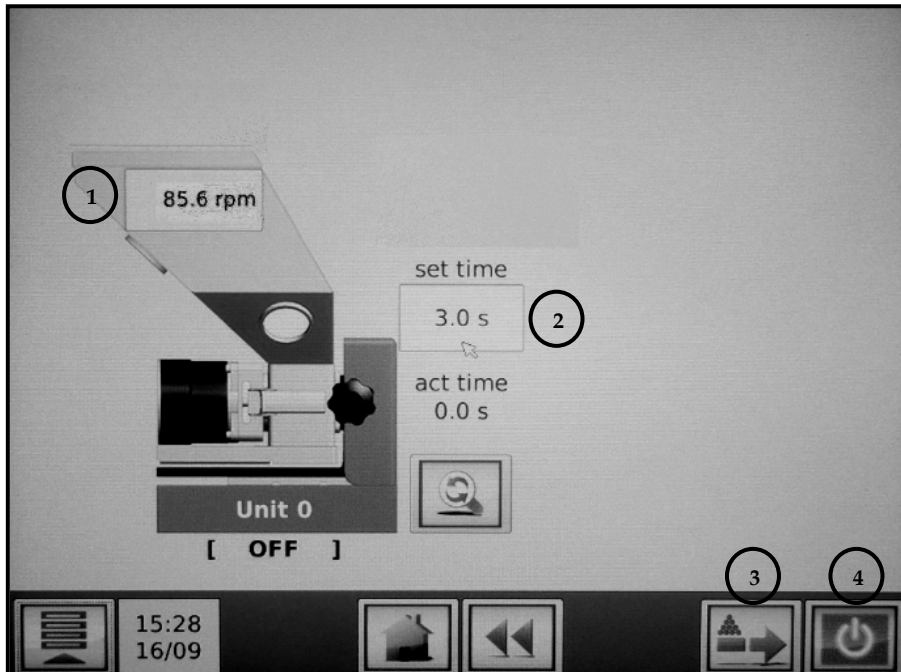 1
85.6 rpm
set time
3.0 s
2
act time
0.0 s
Unit 0
[ OFF ]
3
4
15:28
16/09